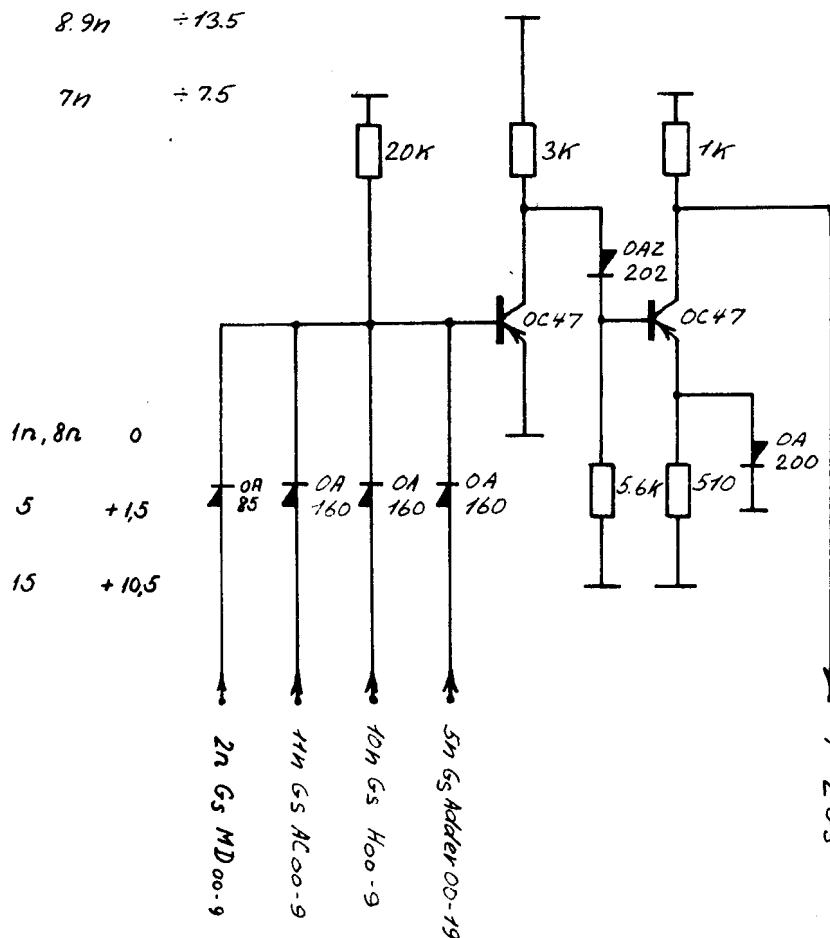 8.9n ÷13.5
7n ÷7.5
20K
3K
1K
OAZ
202
OC47
OC47
1n, 8n 0
5 +1,5
15 +10,5
OA
85
OA
160
OA
160
OA
160
5.6K
510
OA
200
2n Gs MD00-9
11n Gs AC00-9
10n Gs H00-9
5n Gs Adder 00-19